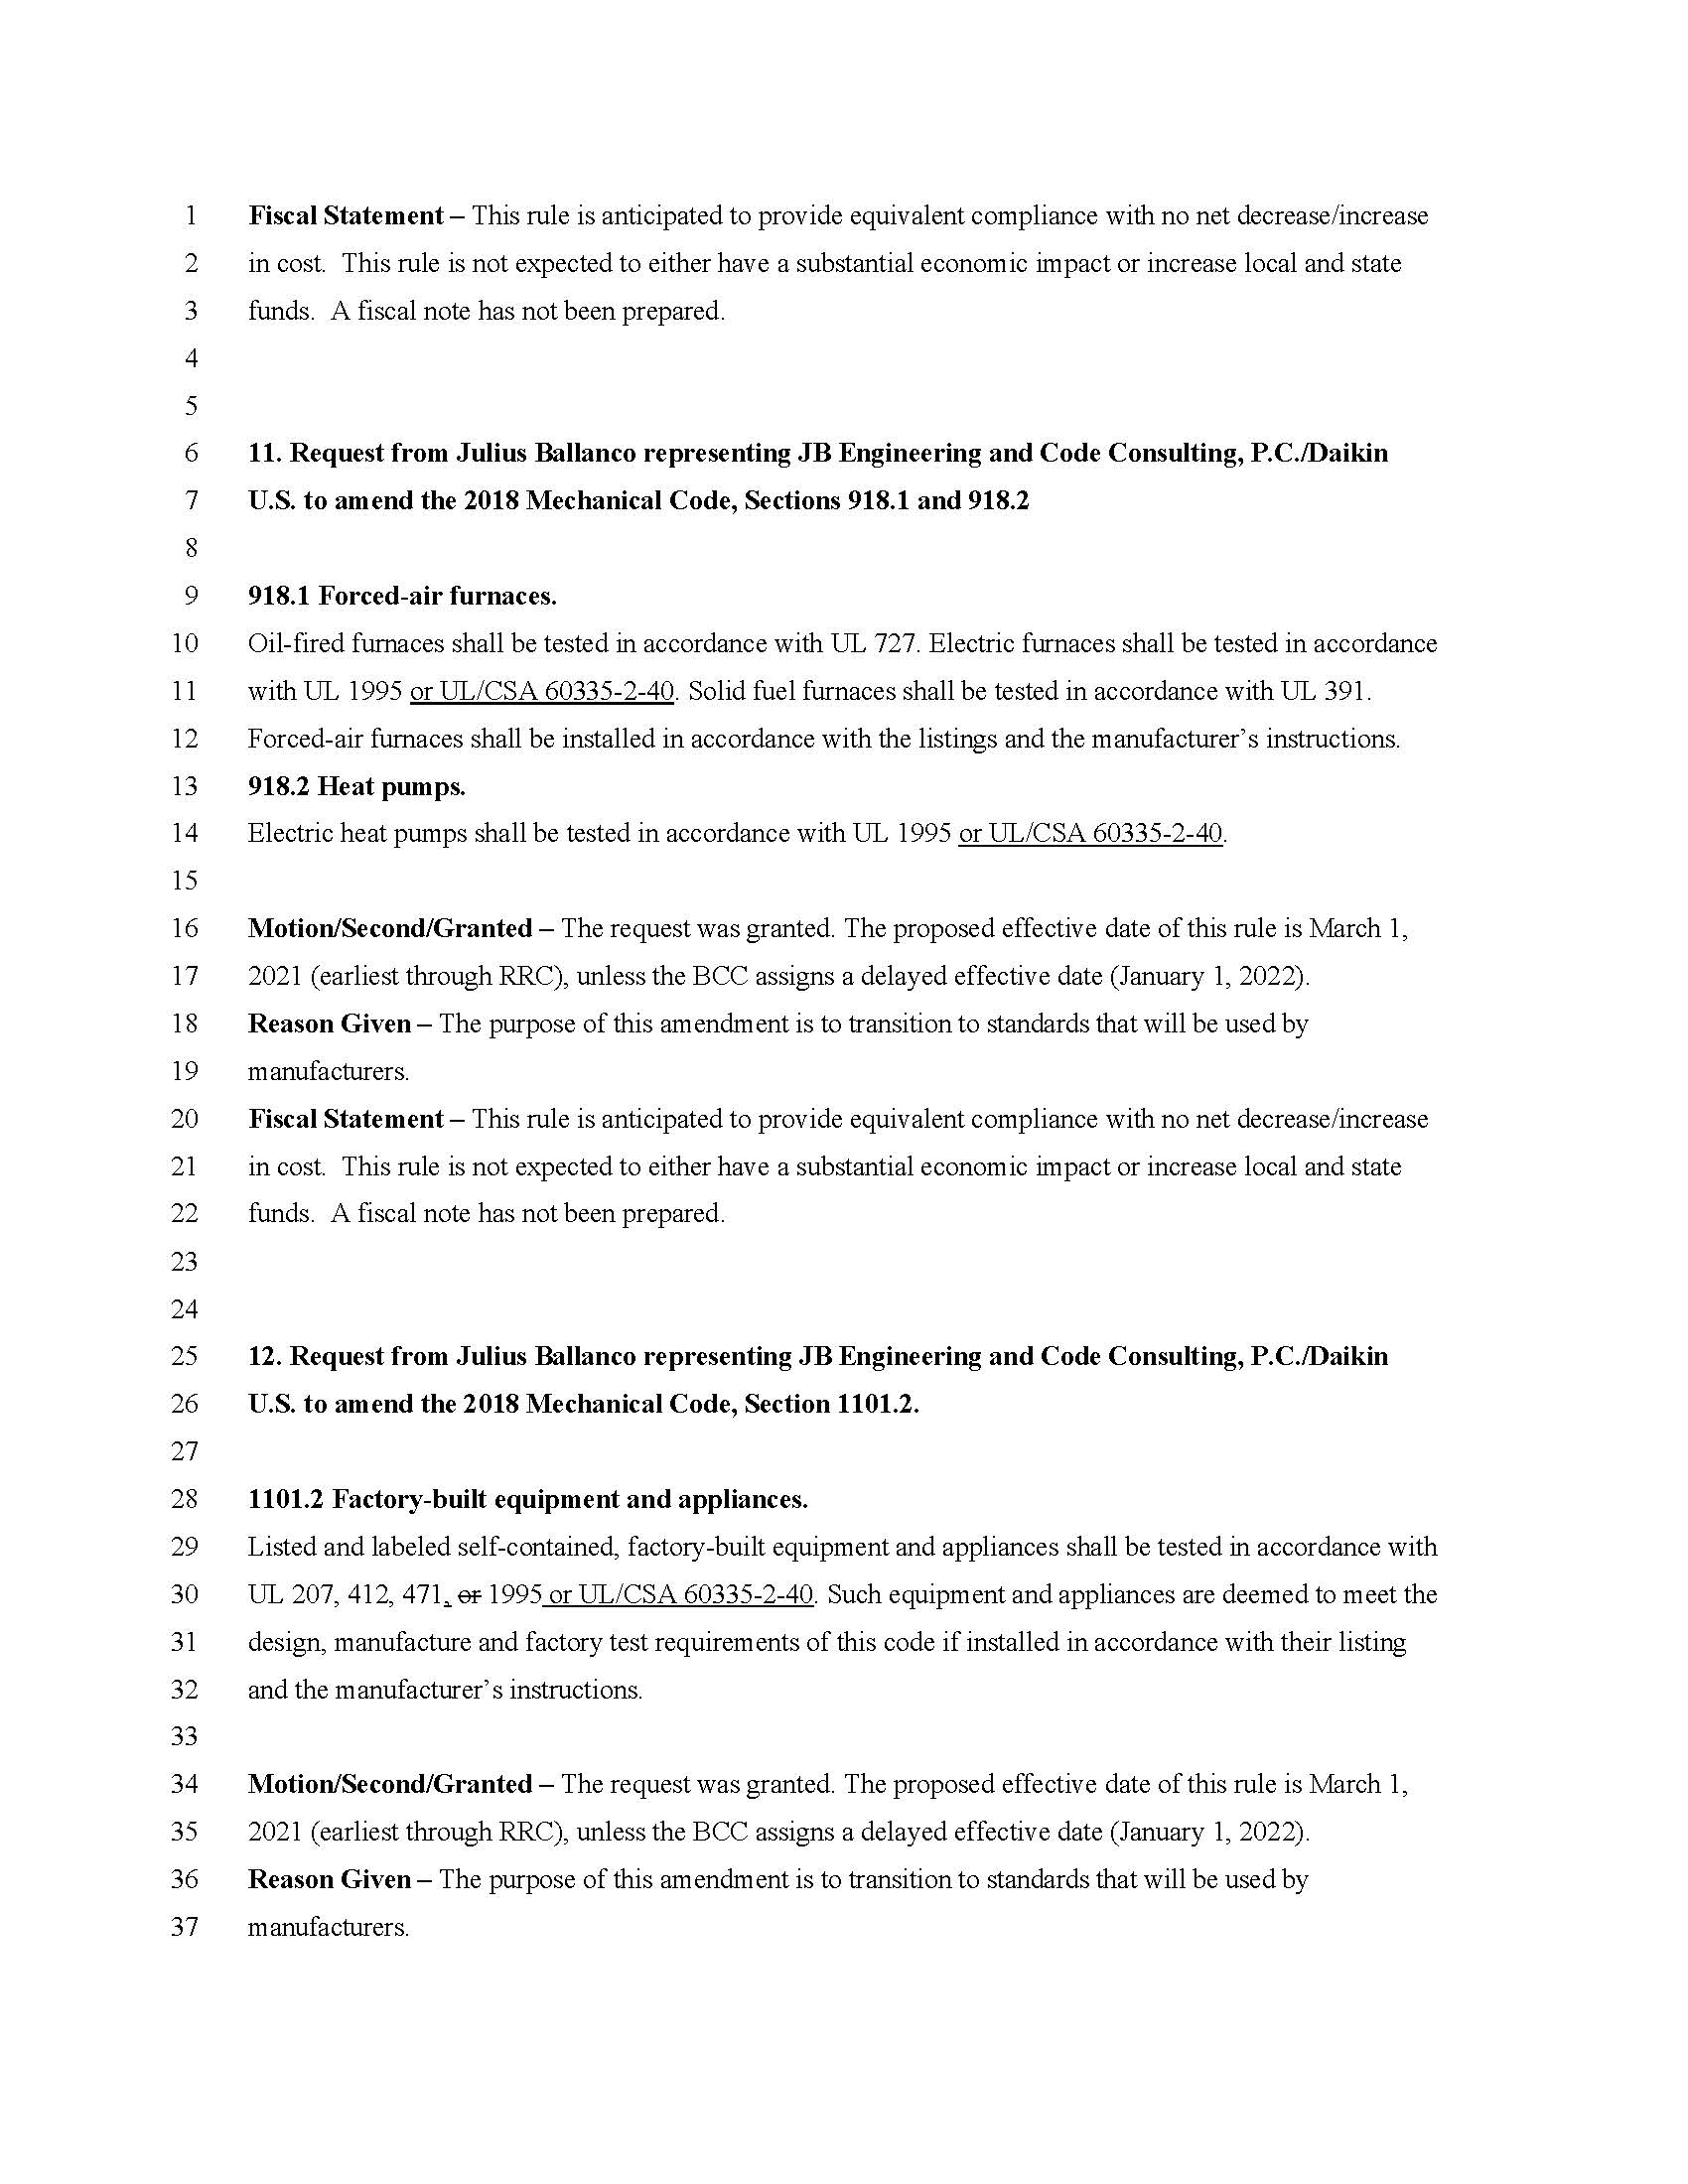 1 Fiscal Statement – This rule is anticipated to provide equivalent compliance with no net decrease/increase
2 in cost.  This rule is not expected to either have a substantial economic impact or increase local and state
3 funds.  A fiscal note has not been prepared.
4
5
6 11. Request from Julius Ballanco representing JB Engineering and Code Consulting, P.C./Daikin
7 U.S. to amend the 2018 Mechanical Code, Sections 918.1 and 918.2
8
9 918.1 Forced-air furnaces.
10 Oil-fired furnaces shall be tested in accordance with UL 727. Electric furnaces shall be tested in accordance
11 with UL 1995 or UL/CSA 60335-2-40. Solid fuel furnaces shall be tested in accordance with UL 391.
12 Forced-air furnaces shall be installed in accordance with the listings and the manufacturer’s instructions.
13 918.2 Heat pumps.
14 Electric heat pumps shall be tested in accordance with UL 1995 or UL/CSA 60335-2-40.
15
16 Motion/Second/Granted – The request was granted. The proposed effective date of this rule is March 1,
17 2021 (earliest through RRC), unless the BCC assigns a delayed effective date (January 1, 2022).
18 Reason Given – The purpose of this amendment is to transition to standards that will be used by
19 manufacturers.
20 Fiscal Statement – This rule is anticipated to provide equivalent compliance with no net decrease/increase
21 in cost.  This rule is not expected to either have a substantial economic impact or increase local and state
22 funds.  A fiscal note has not been prepared.
23
24
25 12. Request from Julius Ballanco representing JB Engineering and Code Consulting, P.C./Daikin
26 U.S. to amend the 2018 Mechanical Code, Section 1101.2.
27
28 1101.2 Factory-built equipment and appliances.
29 Listed and labeled self-contained, factory-built equipment and appliances shall be tested in accordance with
30 UL 207, 412, 471, or 1995 or UL/CSA 60335-2-40. Such equipment and appliances are deemed to meet the
31 design, manufacture and factory test requirements of this code if installed in accordance with their listing
32 and the manufacturer’s instructions.
33
34 Motion/Second/Granted – The request was granted. The proposed effective date of this rule is March 1,
35 2021 (earliest through RRC), unless the BCC assigns a delayed effective date (January 1, 2022).
36 Reason Given – The purpose of this amendment is to transition to standards that will be used by
37 manufacturers.